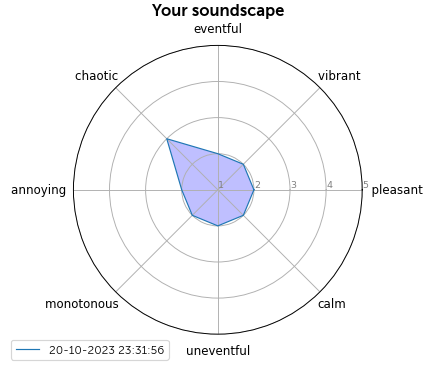 Your soundscape
eventful
chaotic
vibrant
annoying
1 2 3 4 5
pleasant
monotonous
calm
uneventful
20-10-2023 23:31:56